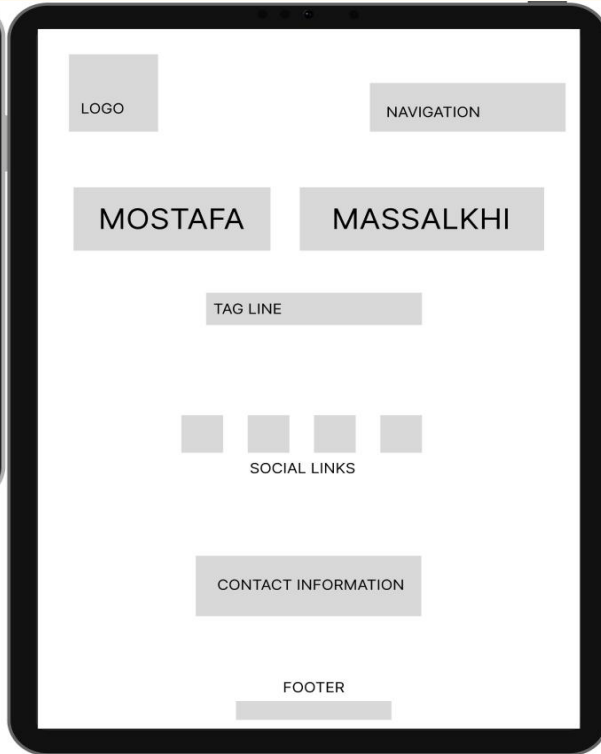 LOGO
NAVIGATION
MOSTAFA MASSALKHI
TAG LINE
SOCIAL LINKS
CONTACT INFORMATION
FOOTER